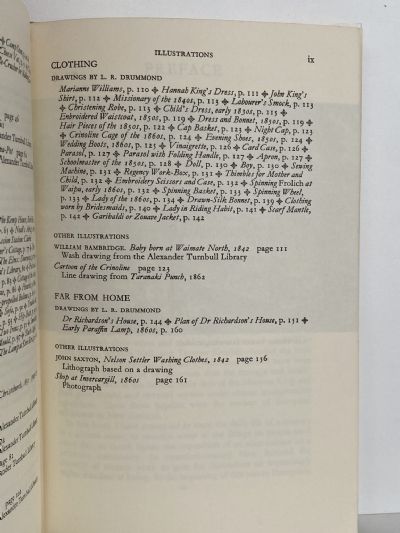 ILLUSTRATIONS ix
CLOTHING
DRAWINGS BY L. R. DRUMMOND
Marianne Williams, p. 110 ✤ Hannah King's Dress, p. 111 ✤ John King's
Shirt, p. 112 ✤ Missionary of the 1840s, p. 113 ✤ Labourer's Smock, p. 113
✤ Christening Robe, p. 113 ✤ Child's Dress, early 1830s, p. 115 ✤
Embroidered Waistcoat, 1850s, p. 119 ✤ Dress and Bonnet, 1850s, p. 119 ✤
Hair Pieces of the 1850s, p. 122 ✤ Cap Basket, p. 123 ✤ Night Cap, p. 123
✤ Crinoline Cage of the 1860s, p. 124 ✤ Evening Shoes, 1850s, p. 124 ✤
Wedding Boots, 1860s, p. 125 ✤ Vinaigrette, p. 126 ✤ Card Case, p. 126 ✤
Parasol, p. 127 ✤ Parasol with Folding Handle, p. 127 ✤ Apron, p. 127 ✤
Schoolmaster of the 1850s, p. 128 ✤ Doll, p. 130 ✤ Boy, p. 130 ✤ Sewing
Machine, p. 131 ✤ Regency Work-Box, p. 131 ✤ Thimbles for Mother and
Child, p. 132 ✤ Embroidery Scissors and Case, p. 132 ✤ Spinning Frolich at
Waipu, early 1860s, p. 132 ✤ Spinning Basket, p. 133 ✤ Spinning Wheel,
p. 133 ✤ Lady of the 1860s, p. 134 ✤ Drawn-Silk Bonnet, p. 139 ✤ Clothing
worn by Bridesmaids, p. 140 ✤ Lady in Riding Habit, p. 141 ✤ Scarf Mantle,
p. 142 ✤ Garibaldi or Zouave Jacket, p. 142
OTHER ILLUSTRATIONS
WILLIAM BAMBRIDGE. Baby born at Waimate North, 1842 page 111
Wash drawing from the Alexander Turnbull Library
Cartoon of the Crinoline page 123
Line drawing from Taranaki Punch, 1862
FAR FROM HOME
DRAWINGS BY L. R. DRUMMOND
Dr Richardson's House, p. 144 ✤ Plan of Dr Richardson's House, p. 151 ✤
Early Paraffin Lamp, 1860s, p. 160
OTHER ILLUSTRATIONS
JOHN SAXTON, Nelson Settler Washing Clothes, 1842 page 156
Lithograph based on a drawing
Shop at Invercargill, 1860s page 161
Photograph